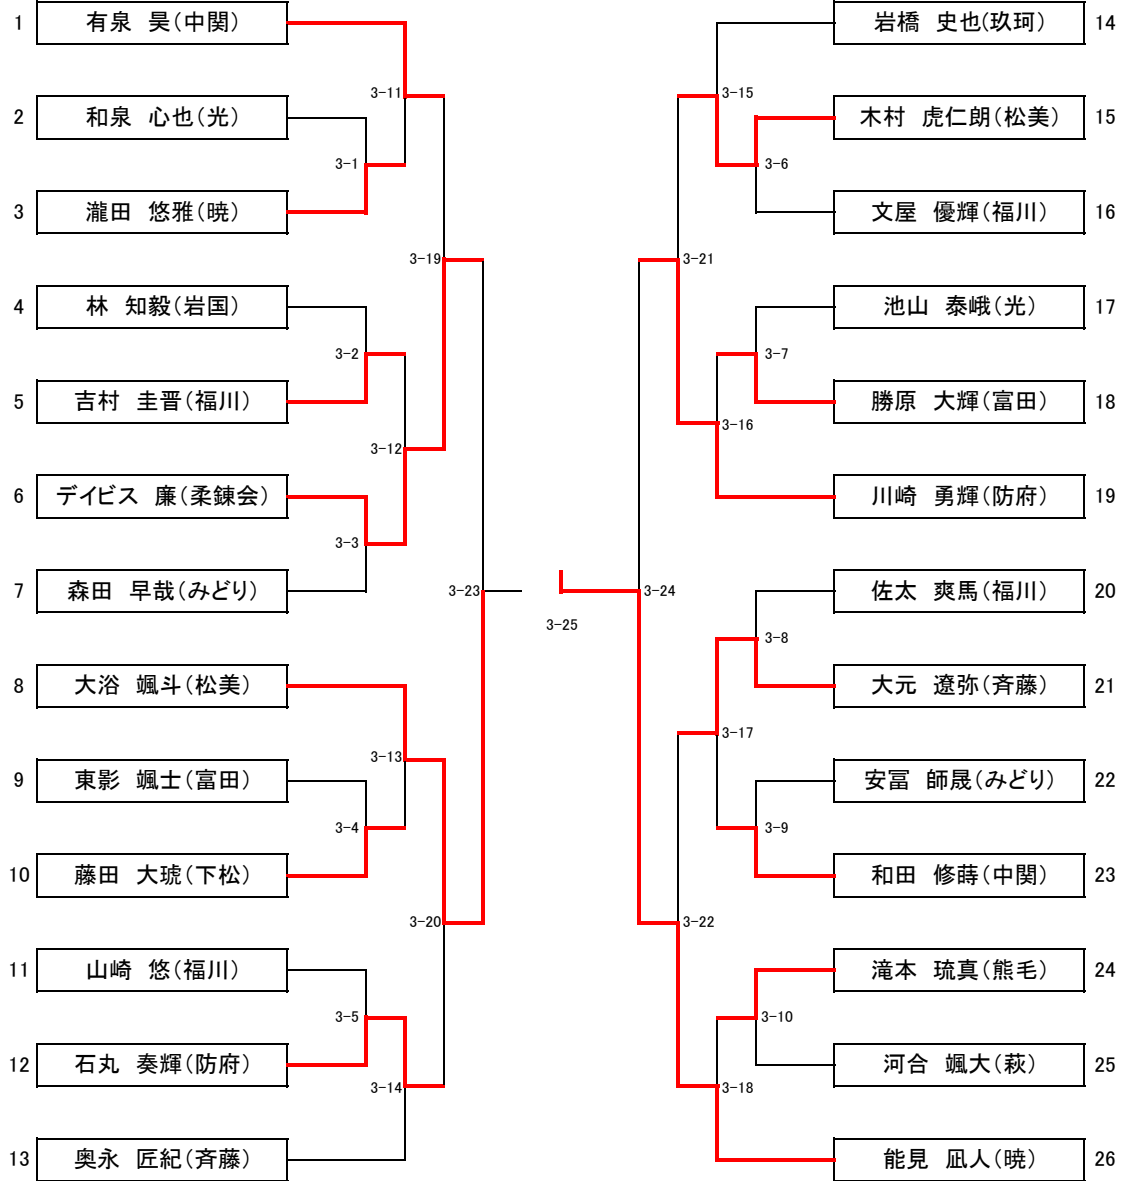 1 有泉 昊(中関)
2 和泉 心也(光)
3 瀧田 悠雅(暁)
4 林 知毅(岩国)
5 吉村 圭晋(福川)
6 デイビス 廉(柔錬会)
7 森田 早哉(みどり)
8 大浴 颯斗(松美)
9 東影 颯士(富田)
10 藤田 大琥(下松)
11 山崎 悠(福川)
12 石丸 奏輝(防府)
13 奥永 匠紀(斉藤)
3-11
3-1
3-19
3-2
3-12
3-3
3-23
3-13
3-4
3-20
3-5
3-14
3-25
3-15
3-6
3-21
3-7
3-16
3-24
3-8
3-17
3-9
3-22
3-10
3-18
岩橋 史也(玖珂) 14
木村 虎仁朗(松美) 15
文屋 優輝(福川) 16
池山 泰峨(光) 17
勝原 大輝(富田) 18
川崎 勇輝(防府) 19
佐太 爽馬(福川) 20
大元 遼弥(斉藤) 21
安冨 師晟(みどり) 22
和田 修蒔(中関) 23
滝本 琉真(熊毛) 24
河合 颯大(萩) 25
能見 凪人(暁) 26